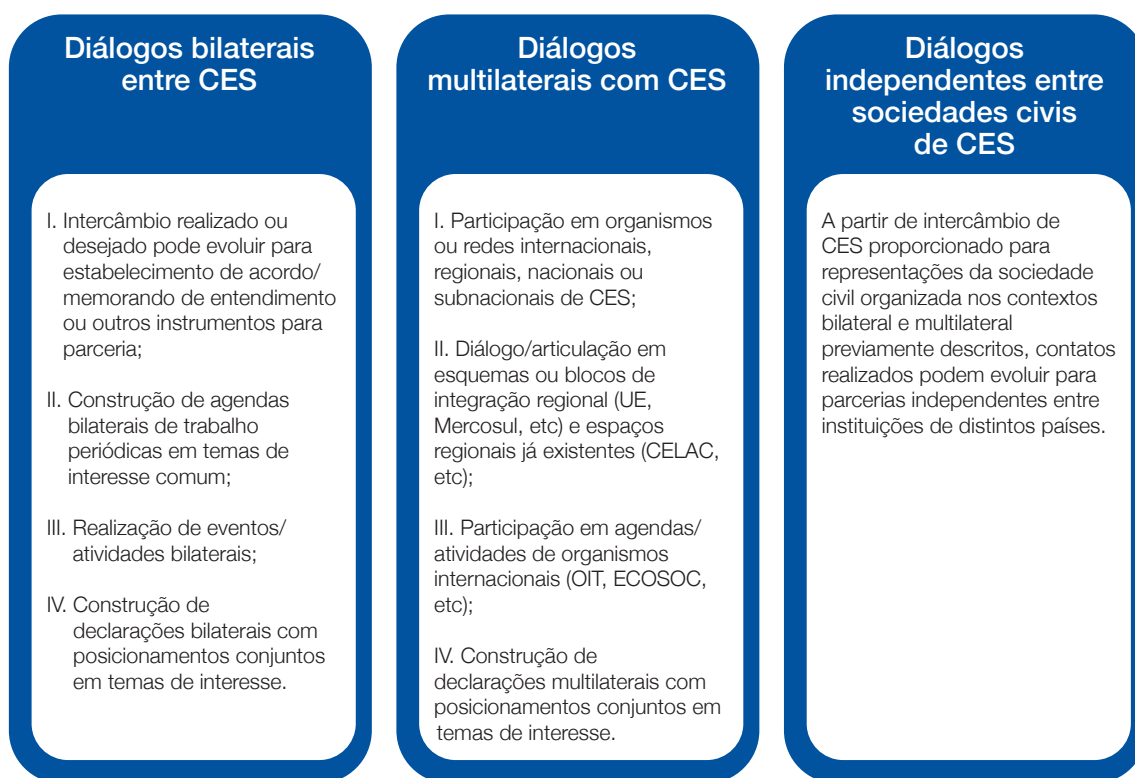 Diálogos bilaterais
entre CES
I. Intercâmbio realizado ou
desejado pode evoluir para
estabelecimento de acordo/
memorando de entendimento
ou outros instrumentos para
parceria;
II. Construção de agendas
bilaterais de trabalho
periódicas em temas de
interesse comum;
III. Realização de eventos/
atividades bilaterais;
IV. Construção de
declarações bilaterais com
posicionamentos conjuntos
em temas de interesse.
Diálogos
multilaterais com CES
I. Participação em organismos
ou redes internacionais,
regionais, nacionais ou
subnacionais de CES;
II. Diálogo/articulação em
esquemas ou blocos de
integração regional (UE,
Mercosul, etc) e espaços
regionais já existentes (CELAC,
etc);
III. Participação em agendas/
atividades de organismos
internacionais (OIT, ECOSOC,
etc);
IV. Construção de
declarações multilaterais com
posicionamentos conjuntos em
temas de interesse.
Diálogos
independentes entre
sociedades civis
de CES
A partir de intercâmbio de
CES proporcionado para
representações da sociedade
civil organizada nos contextos
bilateral e multilateral
previamente descritos, contatos
realizados podem evoluir para
parcerias independentes entre
instituições de distintos países.